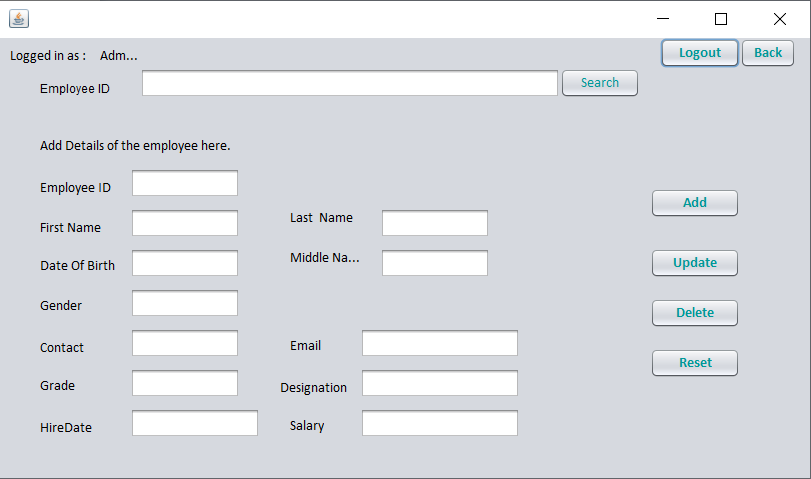 Logged in as : Adm... Logout Back
Employee ID Search
Add Details of the employee here.
Employee ID
First Name Last Name
Date Of Birth Middle Na...
Gender
Contact Email
Grade Designation
HireDate Salary
Add
Update
Delete
Reset